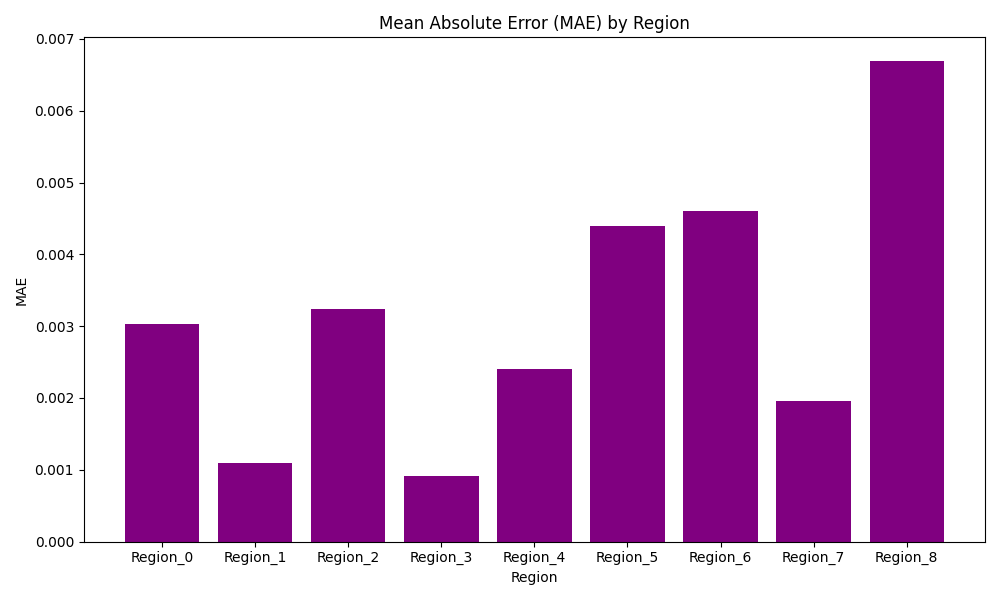 Mean Absolute Error (MAE) by Region
0.007
0.006
0.005
0.004
0.003
0.002
0.001
0.000
MAE
Region_0 Region_1 Region_2 Region_3 Region_4 Region_5 Region_6 Region_7 Region_8
Region